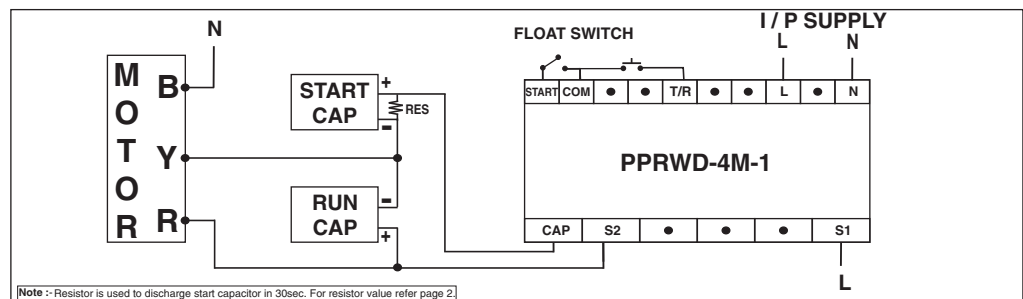 I / P SUPPLY
N
FLOAT SWITCH
L
N
MOTOR
B
Y
R
START
CAP
+
-
RES
RUN
CAP
-
+
START COM • • T/R • • L • N
PPRWD-4M-1
CAP S2 • • • S1
L
Note :- Resistor is used to discharge start capacitor in 30sec. For resistor value refer page 2.